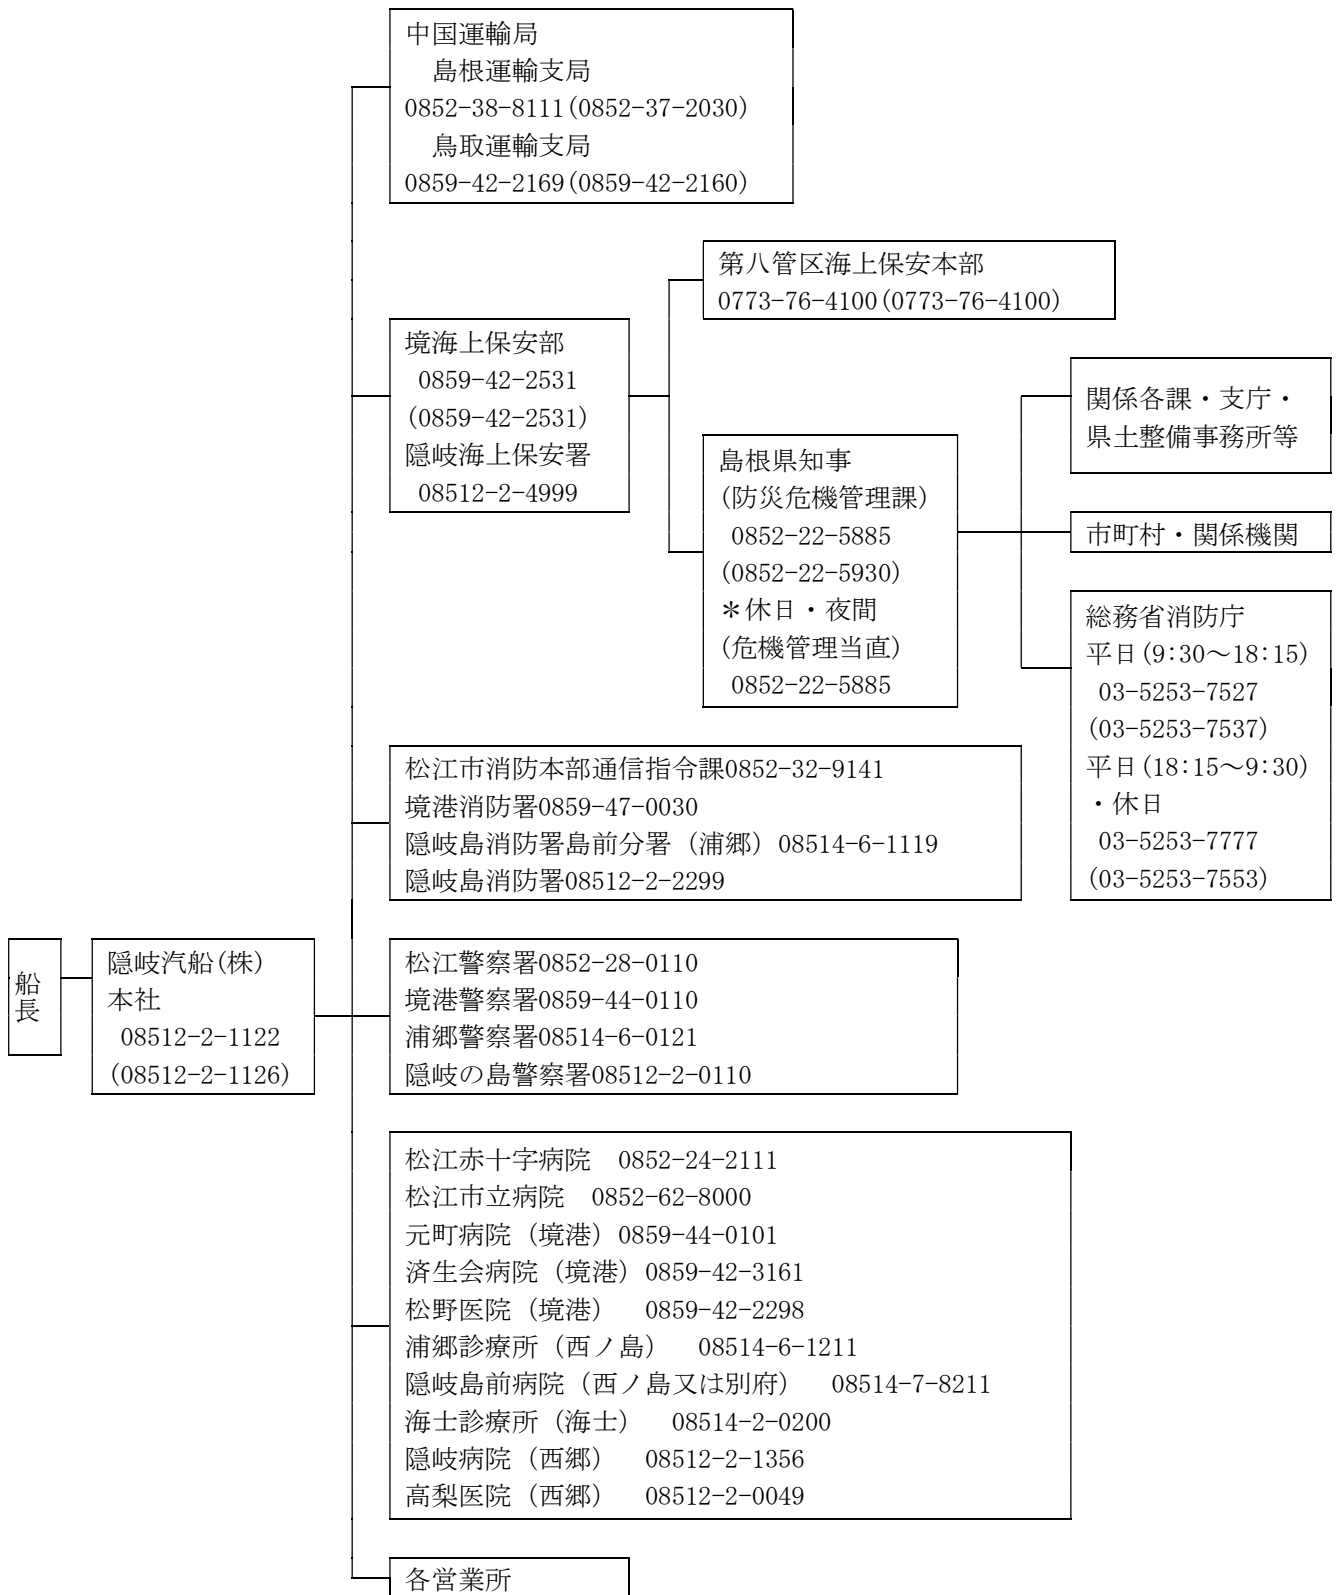 中国運輸局
島根運輸支局
0852-38-8111(0852-37-2030)
鳥取運輸支局
0859-42-2169(0859-42-2160)
第八管区海上保安本部
0773-76-4100(0773-76-4100)
境海上保安部
0859-42-2531
(0859-42-2531)
隠岐海上保安署
08512-2-4999
島根県知事
(防災危機管理課)
0852-22-5885
(0852-22-5930)
＊休日・夜間
(危機管理当直)
0852-22-5885
関係各課・支庁・
県土整備事務所等
市町村・関係機関
総務省消防庁
平日(9:30～18:15)
03-5253-7527
(03-5253-7537)
平日(18:15～9:30)
・休日
03-5253-7777
(03-5253-7553)
松江市消防本部通信指令課0852-32-9141
境港消防署0859-47-0030
隠岐島消防署島前分署（浦郷）08514-6-1119
隠岐島消防署08512-2-2299
船長
隠岐汽船(株)
本社
08512-2-1122
(08512-2-1126)
松江警察署0852-28-0110
境港警察署0859-44-0110
浦郷警察署08514-6-0121
隠岐の島警察署08512-2-0110
松江赤十字病院　0852-24-2111
松江市立病院　0852-62-8000
元町病院（境港）0859-44-0101
済生会病院（境港）0859-42-3161
松野医院（境港）　0859-42-2298
浦郷診療所（西ノ島）　08514-6-1211
隠岐島前病院（西ノ島又は別府）　08514-7-8211
海士診療所（海士）　08514-2-0200
隠岐病院（西郷）　08512-2-1356
高梨医院（西郷）　08512-2-0049
各営業所